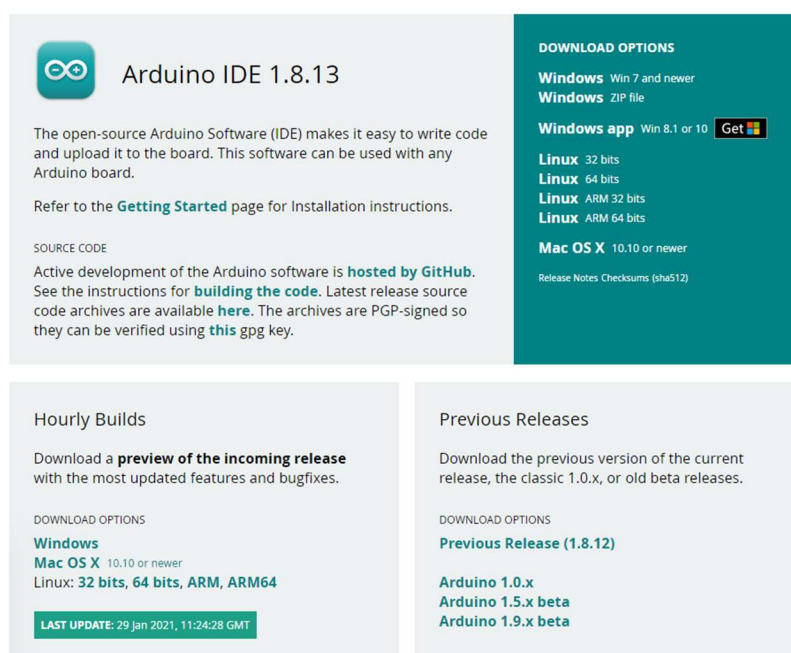 Arduino IDE 1.8.13
The open-source Arduino Software (IDE) makes it easy to write code
and upload it to the board. This software can be used with any
Arduino board.
Refer to the Getting Started page for Installation instructions.
SOURCE CODE
Active development of the Arduino software is hosted by GitHub.
See the instructions for building the code. Latest release source
code archives are available here. The archives are PGP-signed so
they can be verified using this gpg key.
DOWNLOAD OPTIONS
Windows Win 7 and newer
Windows ZIP file
Windows app Win 8.1 or 10 Get
Linux 32 bits
Linux 64 bits
Linux ARM 32 bits
Linux ARM 64 bits
Mac OS X 10.10 or newer
Release Notes Checksums (sha512)
Hourly Builds
Download a preview of the incoming release
with the most updated features and bugfixes.
DOWNLOAD OPTIONS
Windows
Mac OS X 10.10 or newer
Linux: 32 bits, 64 bits, ARM, ARM64
LAST UPDATE: 29 Jan 2021, 11:24:28 GMT
Previous Releases
Download the previous version of the current
release, the classic 1.0.x, or old beta releases.
DOWNLOAD OPTIONS
Previous Release (1.8.12)
Arduino 1.0.x
Arduino 1.5.x beta
Arduino 1.9.x beta